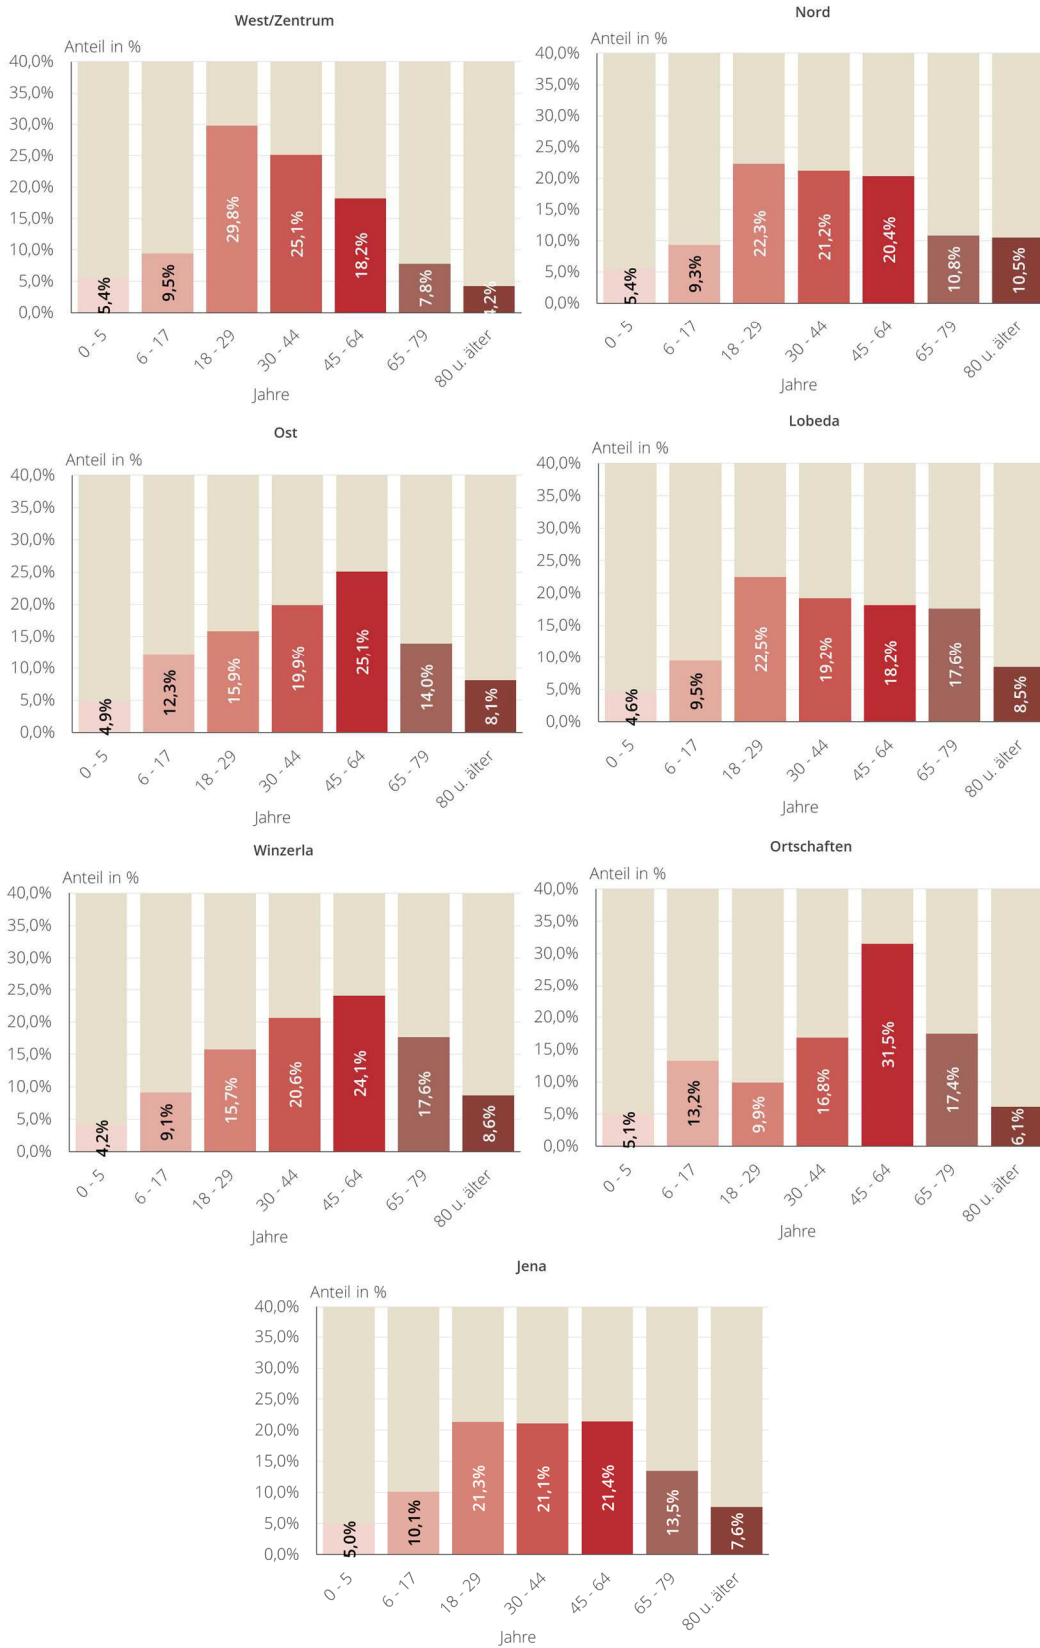 West/Zentrum
Anteil in %
40,0%
35,0%
30,0%
25,0%
20,0%
15,0%
10,0%
5,0%
0,0%
5,4%
9,5%
29,8%
25,1%
18,2%
7,8%
4,2%
0 - 5
6 - 17
18 - 29
30 - 44
45 - 64
65 - 79
80 u. älter
Jahre
Nord
Anteil in %
40,0%
35,0%
30,0%
25,0%
20,0%
15,0%
10,0%
5,0%
0,0%
5,4%
9,3%
22,3%
21,2%
20,4%
10,8%
10,5%
0 - 5
6 - 17
18 - 29
30 - 44
45 - 64
65 - 79
80 u. älter
Jahre
Ost
Anteil in %
40,0%
35,0%
30,0%
25,0%
20,0%
15,0%
10,0%
5,0%
0,0%
4,9%
12,3%
15,9%
19,9%
25,1%
14,0%
8,1%
0 - 5
6 - 17
18 - 29
30 - 44
45 - 64
65 - 79
80 u. älter
Jahre
Lobeda
Anteil in %
40,0%
35,0%
30,0%
25,0%
20,0%
15,0%
10,0%
5,0%
0,0%
4,6%
9,5%
22,5%
19,2%
18,2%
17,6%
8,5%
0 - 5
6 - 17
18 - 29
30 - 44
45 - 64
65 - 79
80 u. älter
Jahre
Winzerla
Anteil in %
40,0%
35,0%
30,0%
25,0%
20,0%
15,0%
10,0%
5,0%
0,0%
4,2%
9,1%
15,7%
20,6%
24,1%
17,6%
8,6%
0 - 5
6 - 17
18 - 29
30 - 44
45 - 64
65 - 79
80 u. älter
Jahre
Ortschaften
Anteil in %
40,0%
35,0%
30,0%
25,0%
20,0%
15,0%
10,0%
5,0%
0,0%
5,1%
13,2%
9,9%
16,8%
31,5%
17,4%
6,1%
0 - 5
6 - 17
18 - 29
30 - 44
45 - 64
65 - 79
80 u. älter
Jahre
Jena
Anteil in %
40,0%
35,0%
30,0%
25,0%
20,0%
15,0%
10,0%
5,0%
0,0%
5,0%
10,1%
21,3%
21,1%
21,4%
13,5%
7,6%
0 - 5
6 - 17
18 - 29
30 - 44
45 - 64
65 - 79
80 u. älter
Jahre